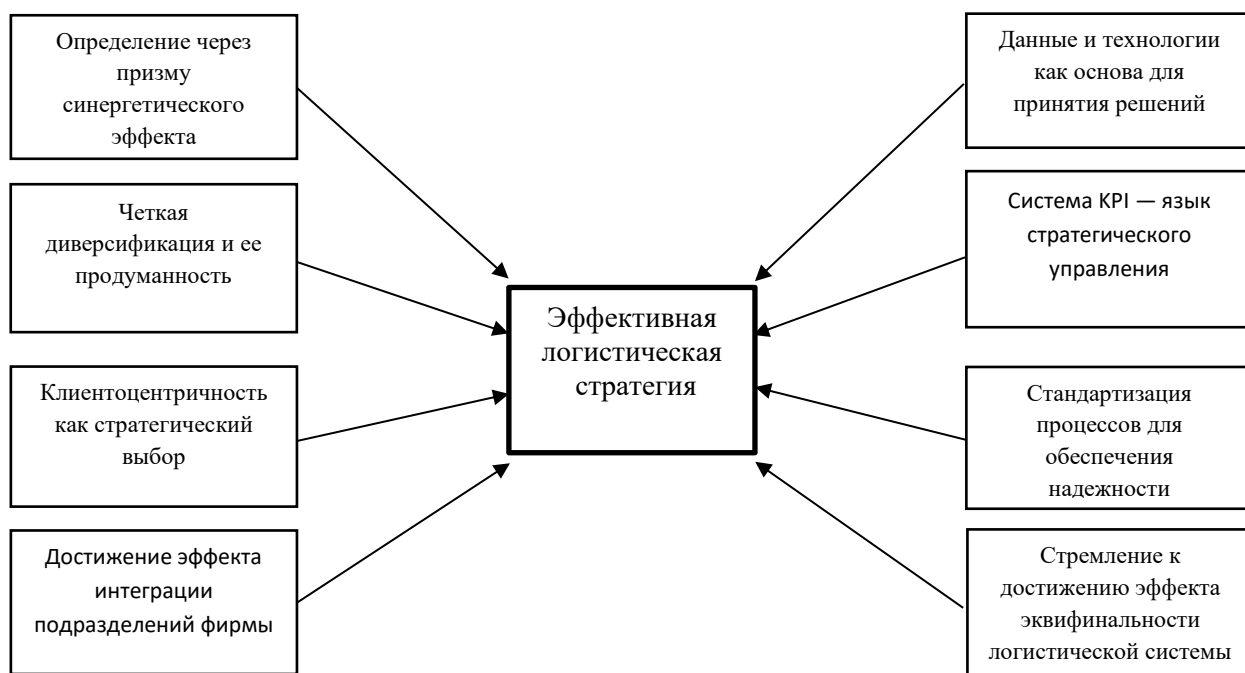 Определение через
призму
синергетического
эффекта
Четкая
диверсификация и ее
продуманность
Клиентоцентричность
как стратегический
выбор
Достижение эффекта
интеграции
подразделений фирмы
Эффективная
логистическая
стратегия
Данные и технологии
как основа для
принятия решений
Система KPI — язык
стратегического
управления
Стандартизация
процессов для
обеспечения
надежности
Стремление к
достижению эффекта
эквифинальности
логистической системы